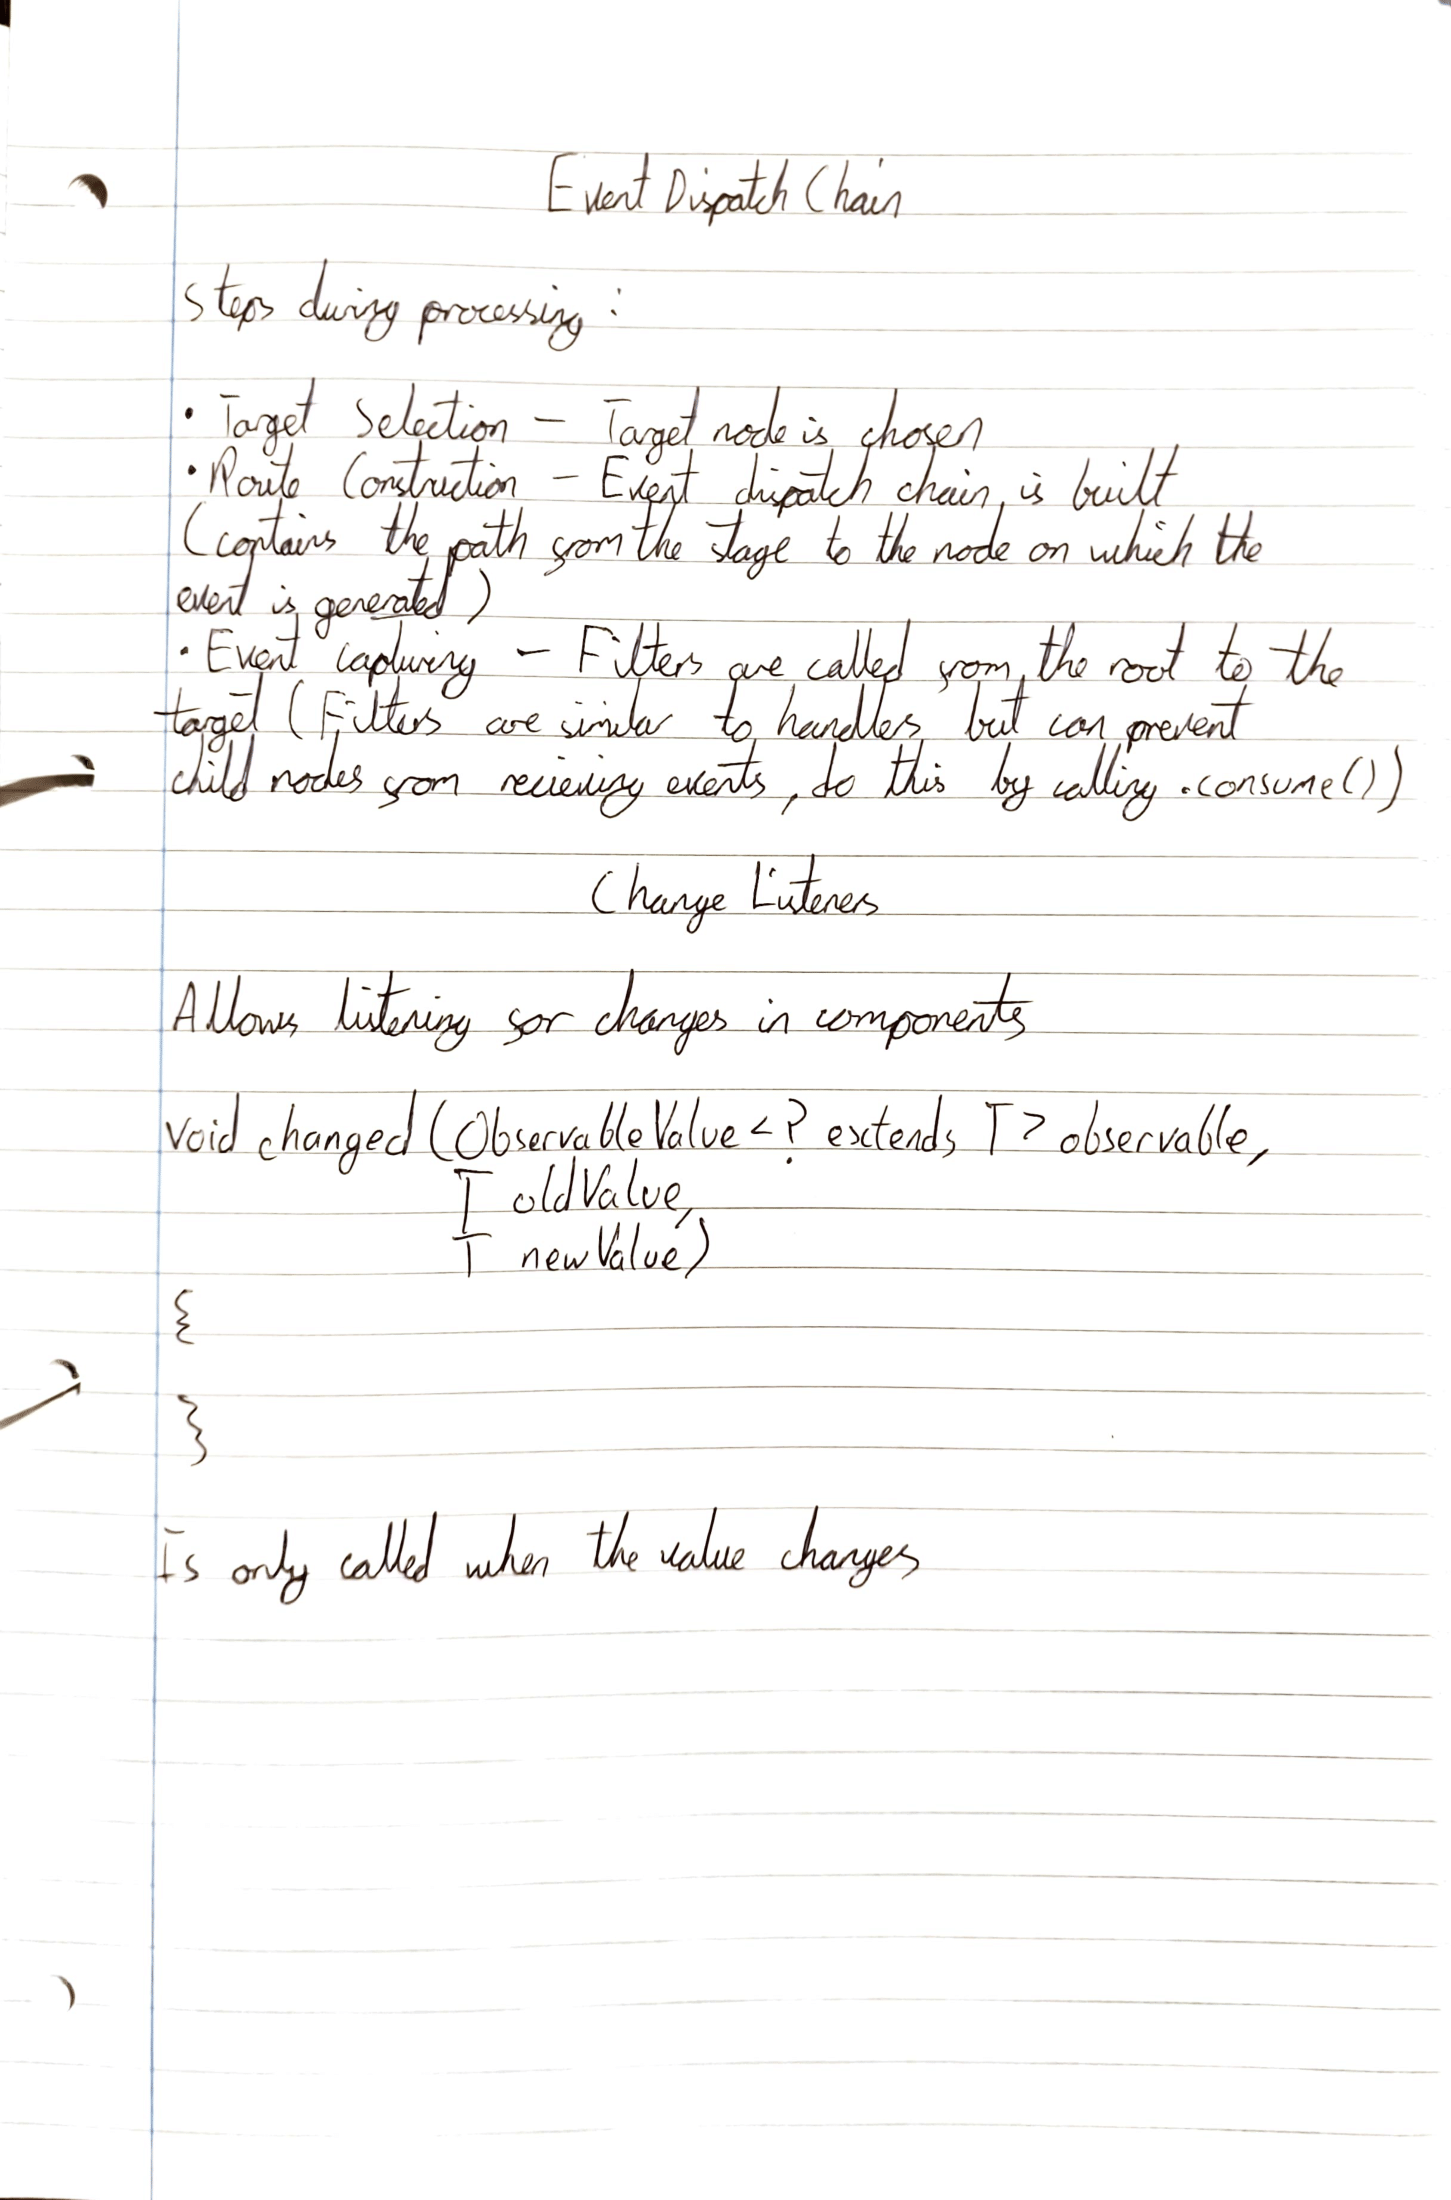 Event Dispatch Chain
Steps during processing:
• Target Selection – Target node is chosen
• Route Construction – Event dispatch chain is built
(contains the path from the stage to the node on which the
event is generated)
• Event capturing – Filters are called from the root to the
target (Filters are similar to handlers but can prevent
child nodes from recieving events, do this by calling .consume())
Change Listeners
Allows listening for changes in components
void changed (ObservableValue<? extends T> observable,
T oldValue,
T newValue)
{
}
Is only called when the value changes